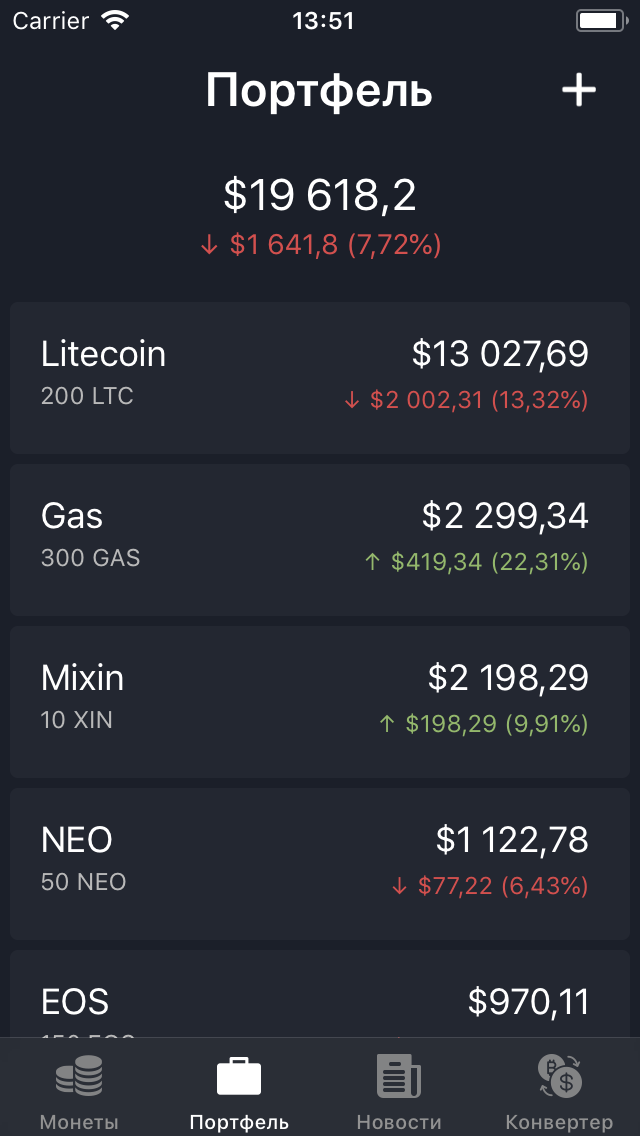 Carrier 13:51
Портфель
$19 618,2
↓ $1 641,8 (7,72%)
Litecoin $13 027,69
200 LTC ↓ $2 002,31 (13,32%)
Gas $2 299,34
300 GAS ↑ $419,34 (22,31%)
Mixin $2 198,29
10 XIN ↑ $198,29 (9,91%)
NEO $1 122,78
50 NEO ↓ $77,22 (6,43%)
EOS $970,11
Монеты Портфель Новости Конвертер